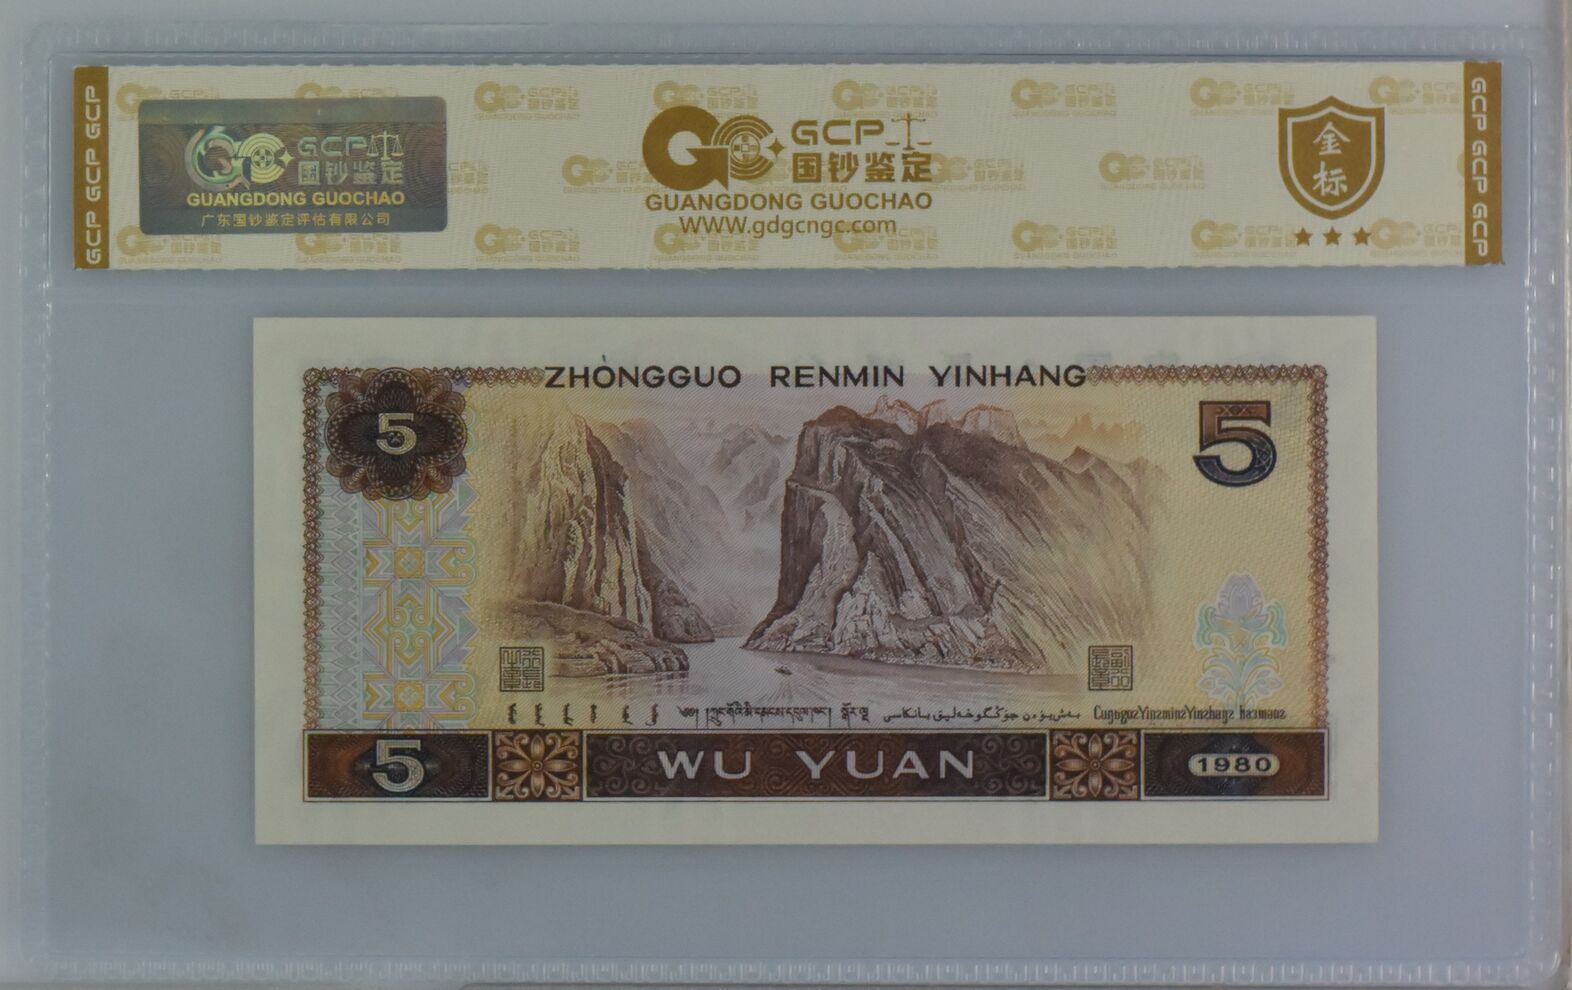 GCP GCP GCP
GCP
国钞鉴定
GUANGDONG GUOCHAO
广东国钞鉴定评估有限公司
GCP
国钞鉴定
GUANGDONG GUOCHAO
WWW.gdgcngc.com
金
标
GCP GCP GCP
ZHONGGUO RENMIN YINHANG
5
5
5
WU YUAN
1980